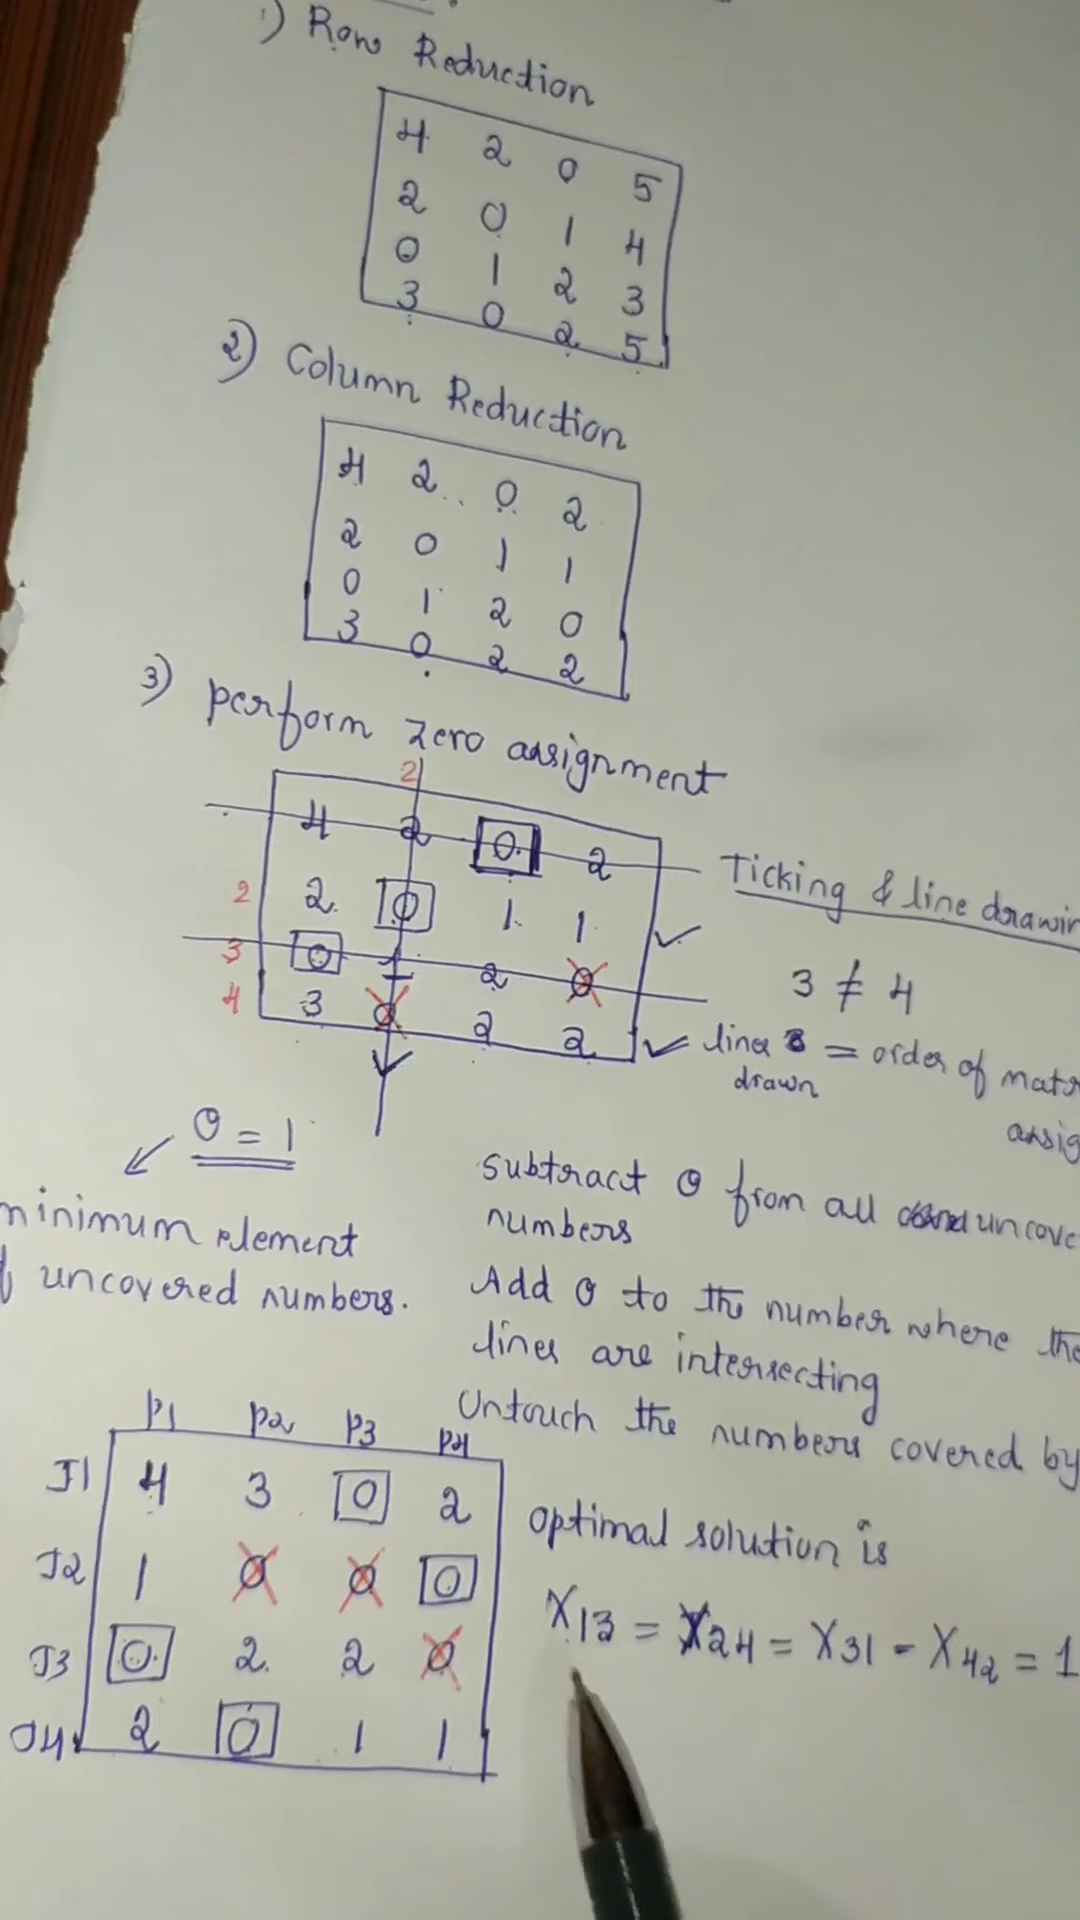 1) Row Reduction
4 2 0 5
2 0 1 4
0 1 2 3
3 0 2 5
2) Column Reduction
4 2 0 2
2 0 1 1
0 1 2 0
3 0 2 2
3) perform zero assignment
2
4 2 0 2
2 2 0 1 1 ✓
3 0 1 2 0
4 3 0 2 2 ✓
Ticking & line drawin
3 ≠ 4
lines = order of mat
drawn
assig
θ = 1
minimum element
uncovered numbers.
subtract θ from all uncove
numbers
Add θ to the number where the
lines are intersecting
Untouch the numbers covered by
P1 P2 P3 P4
J1 4 3 0 2
J2 1 0 0 0
J3 0 2 2 0
J4 2 0 1 1
optimal solution is
X13 = X24 = X31 - X42 = 1